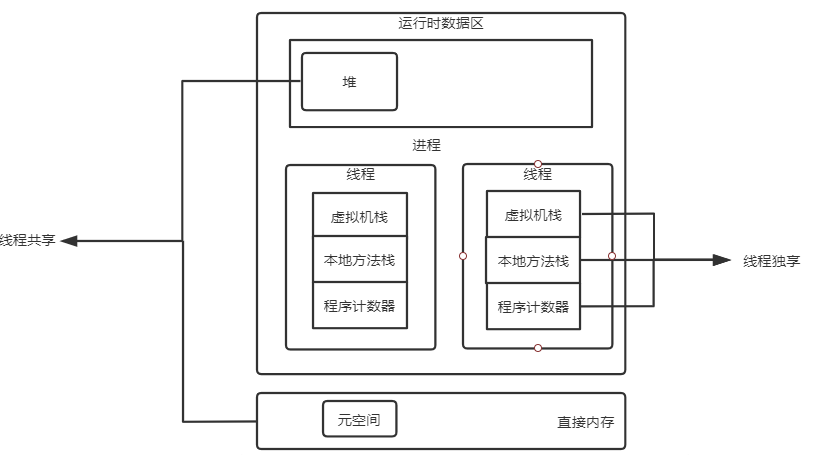 运行时数据区
堆
进程
线程
线程
虚拟机栈
本地方法栈
程序计数器
虚拟机栈
本地方法栈
程序计数器
线程共享
线程独享
元空间
直接内存